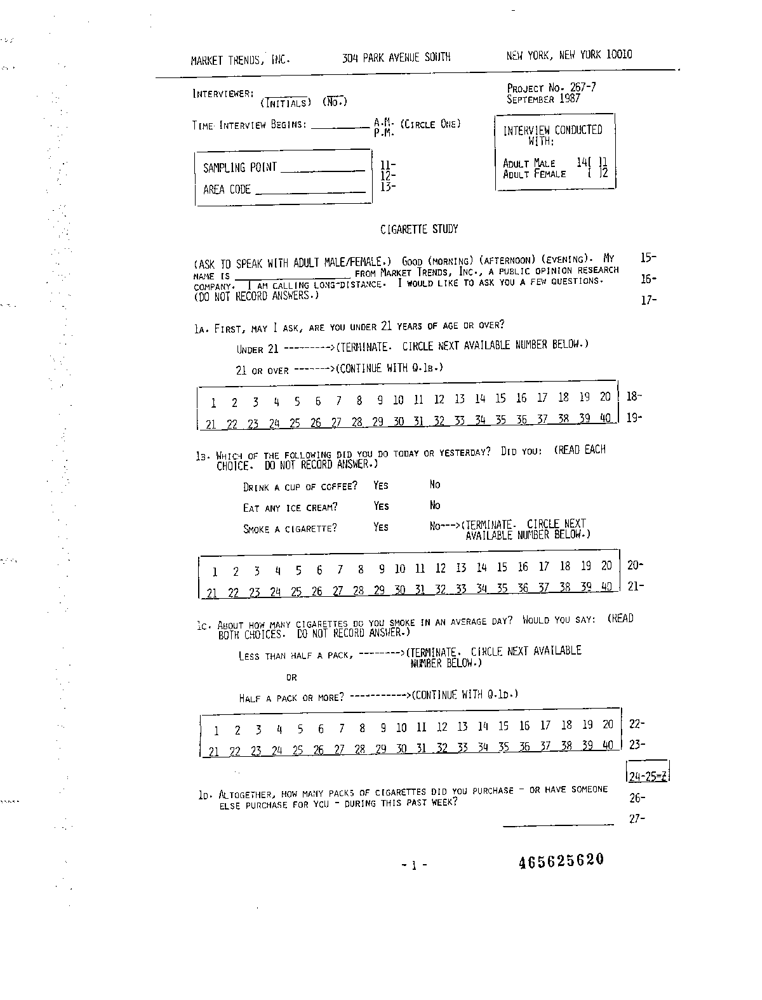 MARKET TRENDS, INC. 304 PARK AVENUE SOUTH NEW YORK, NEW YORK 10010
INTERVIEWER: (INITIALS) (NO.)
PROJECT NO. 267-7
SEPTEMBER 1987
TIME INTERVIEW BEGINS: __________ A.M. (CIRCLE ONE)
P.M.
INTERVIEW CONDUCTED
WITH:
ADULT MALE 14[ ]1
ADULT FEMALE [ ]2
SAMPLING POINT ______________ 11-
12-
AREA CODE __________________ 13-
CIGARETTE STUDY
(ASK TO SPEAK WITH ADULT MALE/FEMALE.) GOOD (MORNING) (AFTERNOON) (EVENING). MY 15-
NAME IS ____________________ FROM MARKET TRENDS, INC., A PUBLIC OPINION RESEARCH
COMPANY. I AM CALLING LONG-DISTANCE. I WOULD LIKE TO ASK YOU A FEW QUESTIONS. 16-
(DO NOT RECORD ANSWERS.) 17-
1A. FIRST, MAY I ASK, ARE YOU UNDER 21 YEARS OF AGE OR OVER?
UNDER 21 --------->(TERMINATE. CIRCLE NEXT AVAILABLE NUMBER BELOW.)
21 OR OVER ------->(CONTINUE WITH Q.1B.)
1 2 3 4 5 6 7 8 9 10 11 12 13 14 15 16 17 18 19 20 18-
21 22 23 24 25 26 27 28 29 30 31 32 33 34 35 36 37 38 39 40 19-
1B. WHICH OF THE FOLLOWING DID YOU DO TODAY OR YESTERDAY? DID YOU: (READ EACH
CHOICE. DO NOT RECORD ANSWER.)
DRINK A CUP OF COFFEE? YES NO
EAT ANY ICE CREAM? YES NO
SMOKE A CIGARETTE? YES NO--->(TERMINATE. CIRCLE NEXT
AVAILABLE NUMBER BELOW.)
1 2 3 4 5 6 7 8 9 10 11 12 13 14 15 16 17 18 19 20 20-
21 22 23 24 25 26 27 28 29 30 31 32 33 34 35 36 37 38 39 40 21-
1C. ABOUT HOW MANY CIGARETTES DO YOU SMOKE IN AN AVERAGE DAY? WOULD YOU SAY: (READ
BOTH CHOICES. DO NOT RECORD ANSWER.)
LESS THAN HALF A PACK, -------->(TERMINATE. CIRCLE NEXT AVAILABLE
NUMBER BELOW.)
OR
HALF A PACK OR MORE? ----------->(CONTINUE WITH Q.1D.)
1 2 3 4 5 6 7 8 9 10 11 12 13 14 15 16 17 18 19 20 22-
21 22 23 24 25 26 27 28 29 30 31 32 33 34 35 36 37 38 39 40 23-
24-25=Z
1D. ALTOGETHER, HOW MANY PACKS OF CIGARETTES DID YOU PURCHASE - OR HAVE SOMEONE
ELSE PURCHASE FOR YOU - DURING THIS PAST WEEK? 26-
27-
- 1 -
465625620